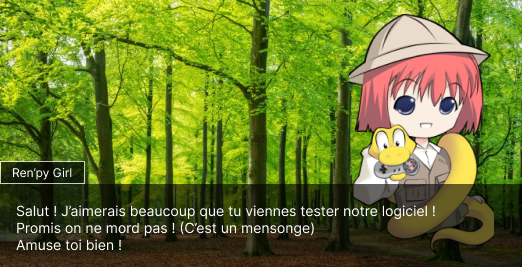 Ren'py Girl
Salut ! J'aimerais beaucoup que tu viennes tester notre logiciel !
Promis on ne mord pas ! (C'est un mensonge)
Amuse toi bien !